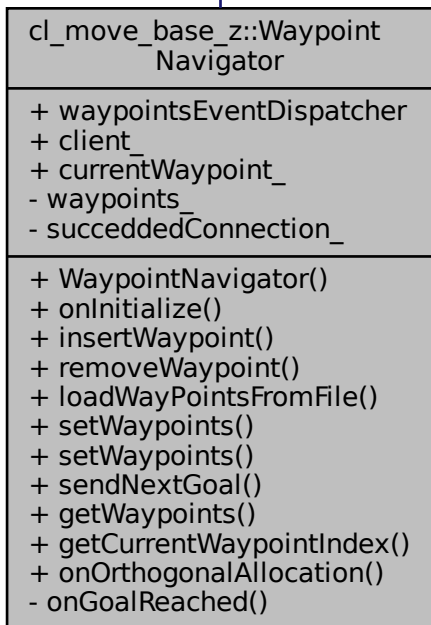 cl_move_base_z::Waypoint
Navigator
+ waypointsEventDispatcher
+ client_
+ currentWaypoint_
- waypoints_
- succeddedConnection_
+ WaypointNavigator()
+ onInitialize()
+ insertWaypoint()
+ removeWaypoint()
+ loadWayPointsFromFile()
+ setWaypoints()
+ setWaypoints()
+ sendNextGoal()
+ getWaypoints()
+ getCurrentWaypointIndex()
+ onOrthogonalAllocation()
- onGoalReached()